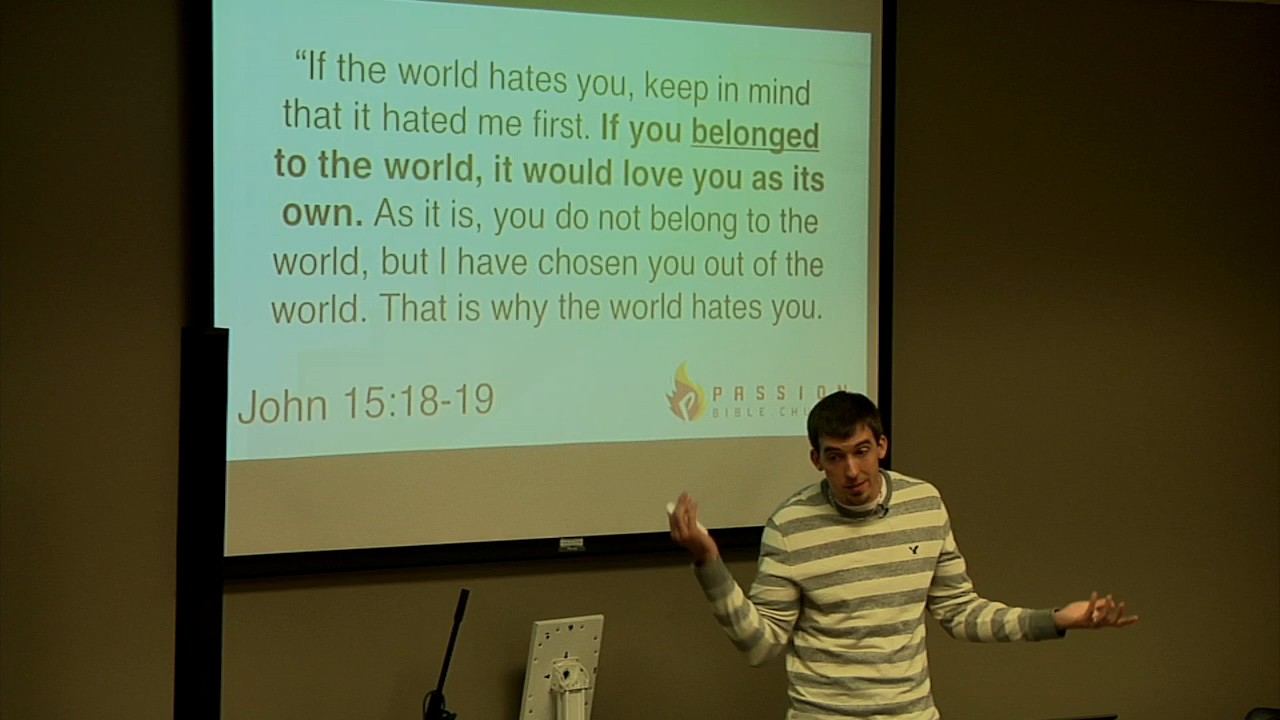 “If the world hates you, keep in mind
that it hated me first. If you belonged
to the world, it would love you as its
own. As it is, you do not belong to the
world, but I have chosen you out of the
world. That is why the world hates you.
John 15:18-19
PASSION
BIBLE.